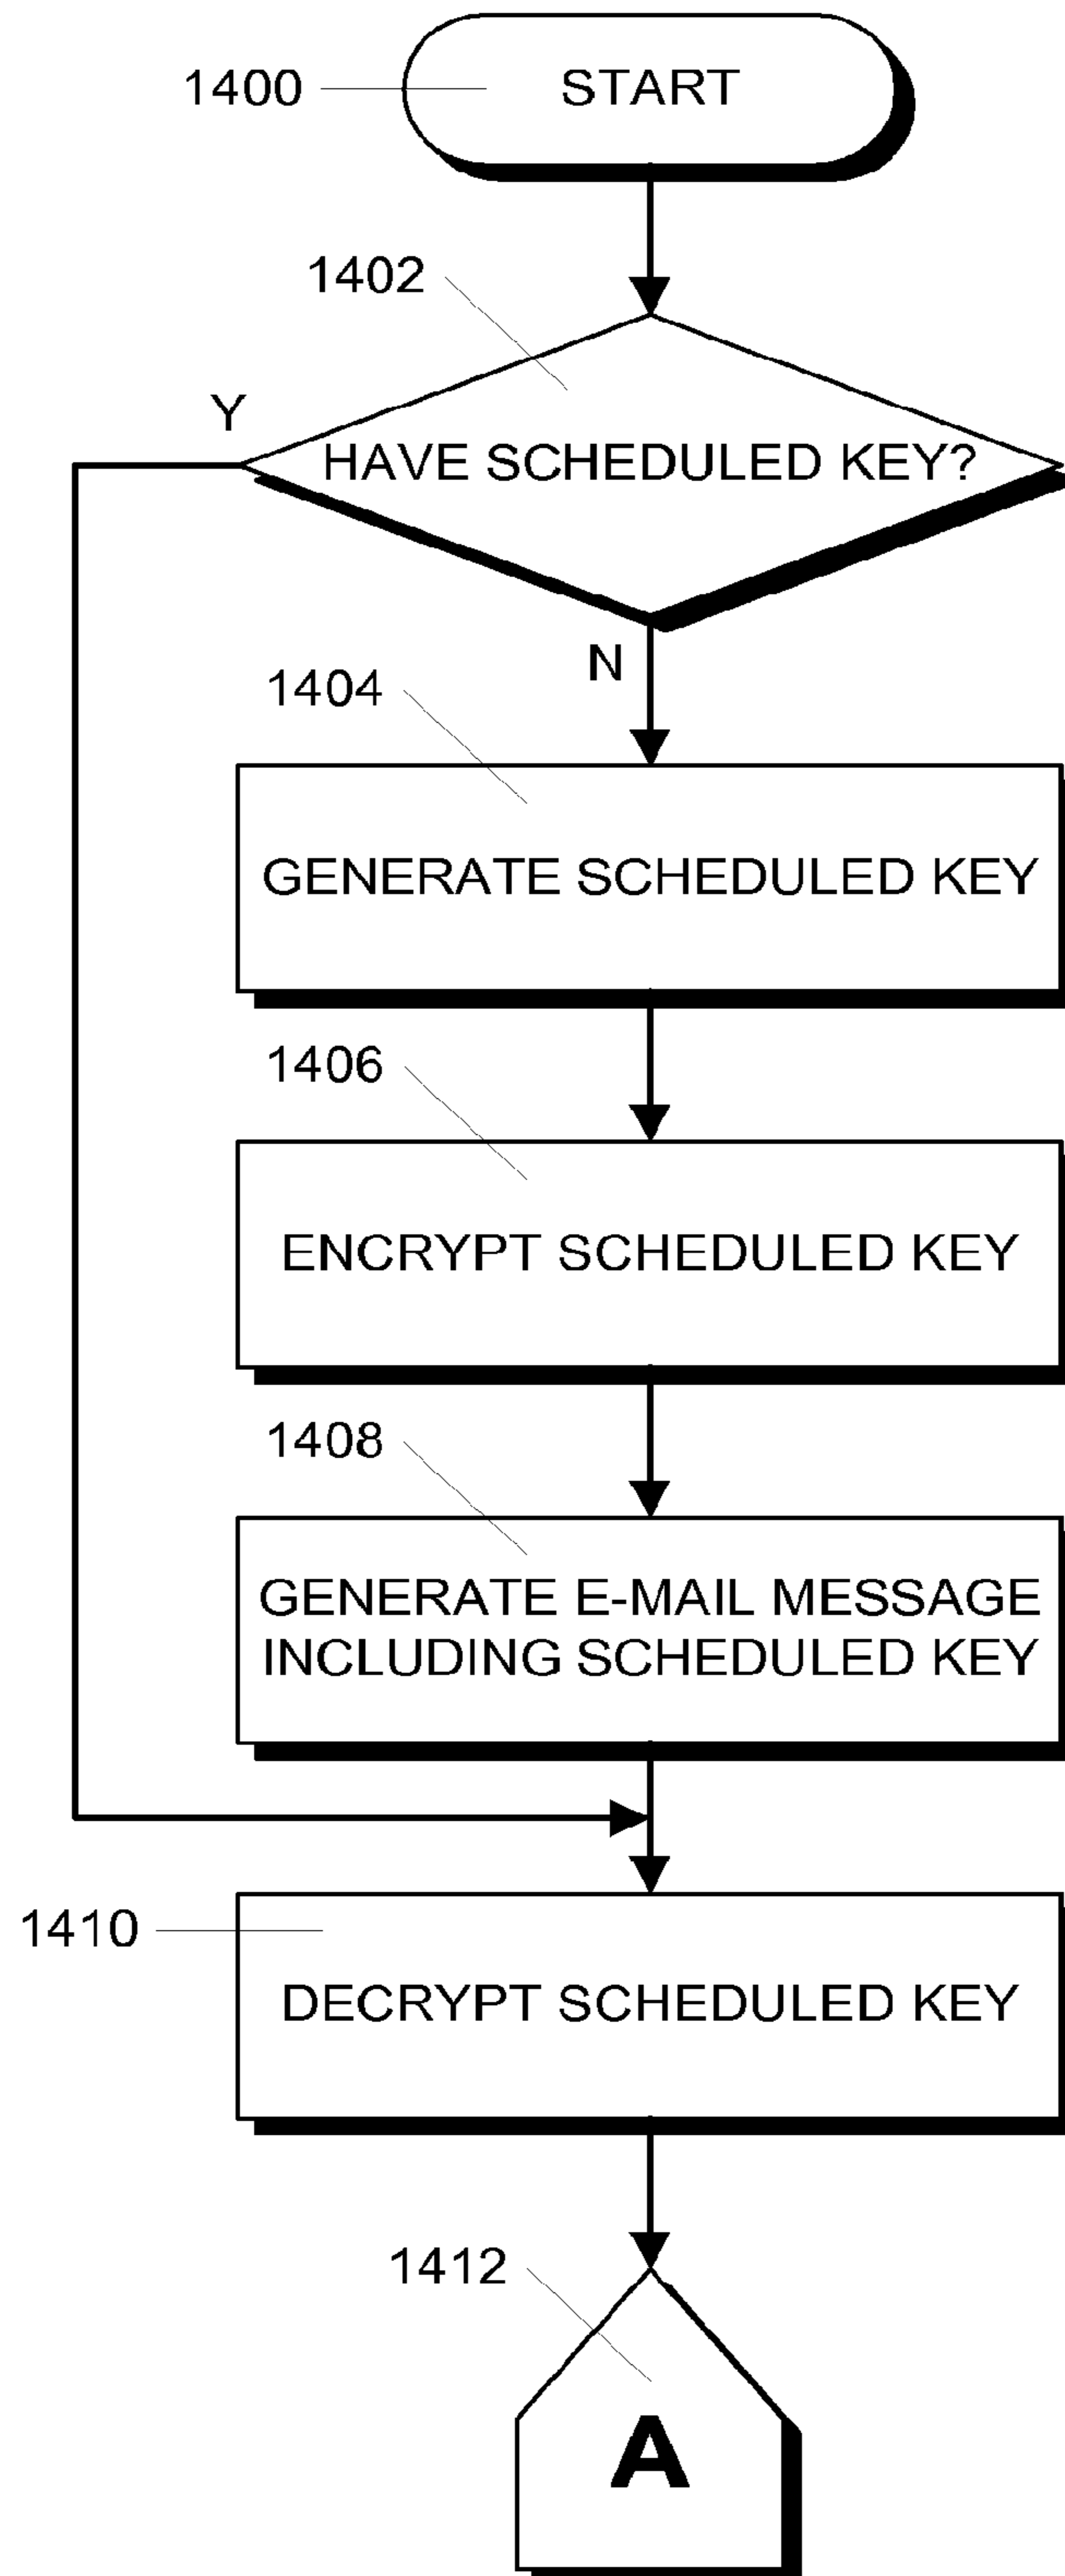 1400
START
1402
Y
HAVE SCHEDULED KEY?
N
1404
GENERATE SCHEDULED KEY
1406
ENCRYPT SCHEDULED KEY
1408
GENERATE E-MAIL MESSAGE
INCLUDING SCHEDULED KEY
1410
DECRYPT SCHEDULED KEY
1412
A